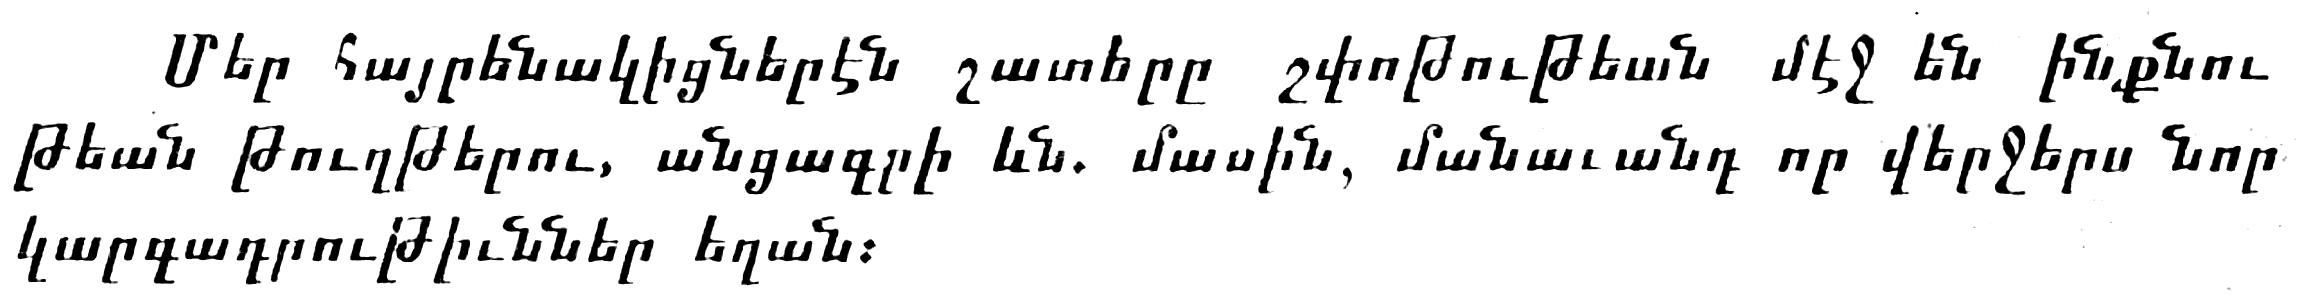 Մեր հայրենակիցներէն շատերը շփոթութեան մէջ են ինքնու
թեան թուղթերու, անցագրի ևն. մասին, մանաւանդ որ վերջերս նոր
կարգադրութիւններ եղան։